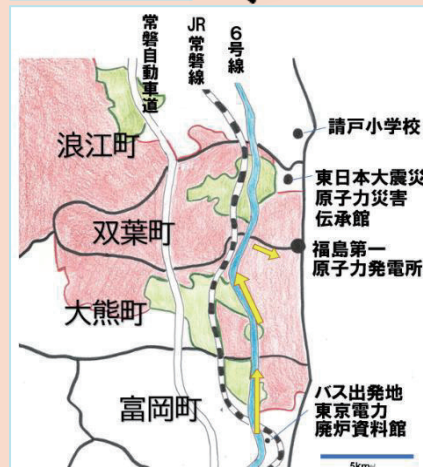 常磐自動車道
JR常磐線
6号線
請戸小学校
浪江町
東日本大震災
原子力災害
伝承館
双葉町
福島第一
原子力発電所
大熊町
バス出発地
東京電力
廃炉資料館
富岡町
5km